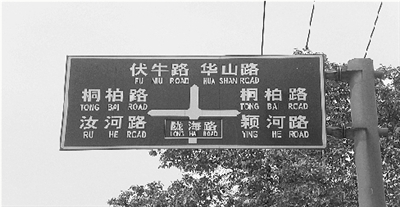 伏牛路 华山路
FU NIU ROAD HUA SHAN ROAD
桐柏路 桐柏路
TONG BAI ROAD TONG BAI ROAD
汝河路 陇海路 颖河路
RU HE ROAD LONG HAI ROAD YING HE ROAD